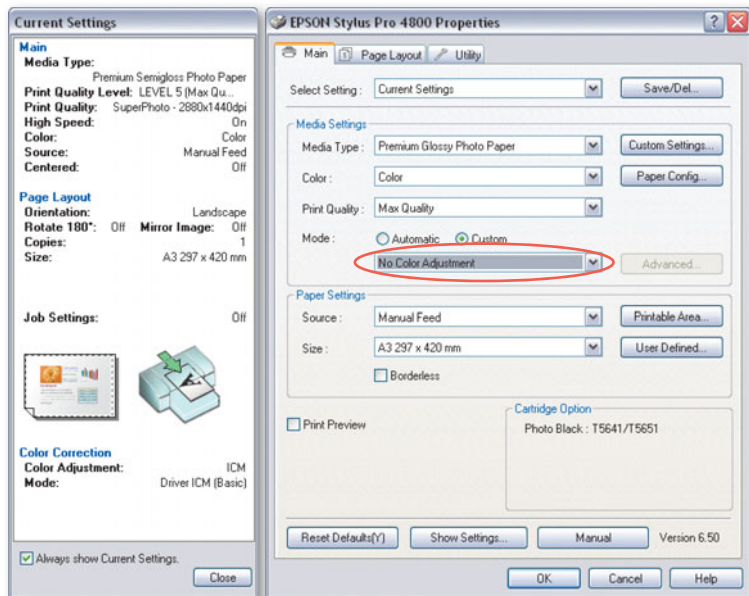 Current Settings
Main
Media Type:
Premium Semigloss Photo Paper
Print Quality Level: LEVEL 5 (Max Qu...
Print Quality: SuperPhoto - 2880x1440dpi
High Speed: On
Color: Color
Source: Manual Feed
Centered: Off
Page Layout
Orientation: Landscape
Rotate 180°: Off Mirror Image: Off
Copies: 1
Size: A3 297 x 420 mm
Job Settings: Off
Color Correction
Color Adjustment: ICM
Mode: Driver ICM (Basic)
Always show Current Settings.
Close
EPSON Stylus Pro 4800 Properties
Main Page Layout Utility
Select Setting : Current Settings Save/Del...
Media Settings
Media Type : Premium Glossy Photo Paper Custom Settings...
Color : Color Paper Config...
Print Quality : Max Quality
Mode : Automatic Custom
No Color Adjustment Advanced...
Paper Settings
Source : Manual Feed Printable Area...
Size : A3 297 x 420 mm User Defined...
Borderless
Print Preview
Cartridge Option
Photo Black : T5641/T5651
Reset Defaults(Y) Show Settings... Manual Version 6.50
OK Cancel Help